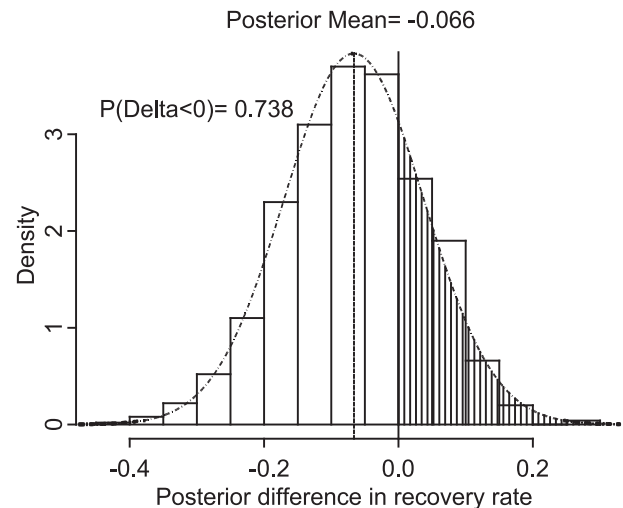 Posterior Mean= -0.066
P(Delta<0)= 0.738
Density
3
2
1
0
-0.4 -0.2 0.0 0.2
Posterior difference in recovery rate